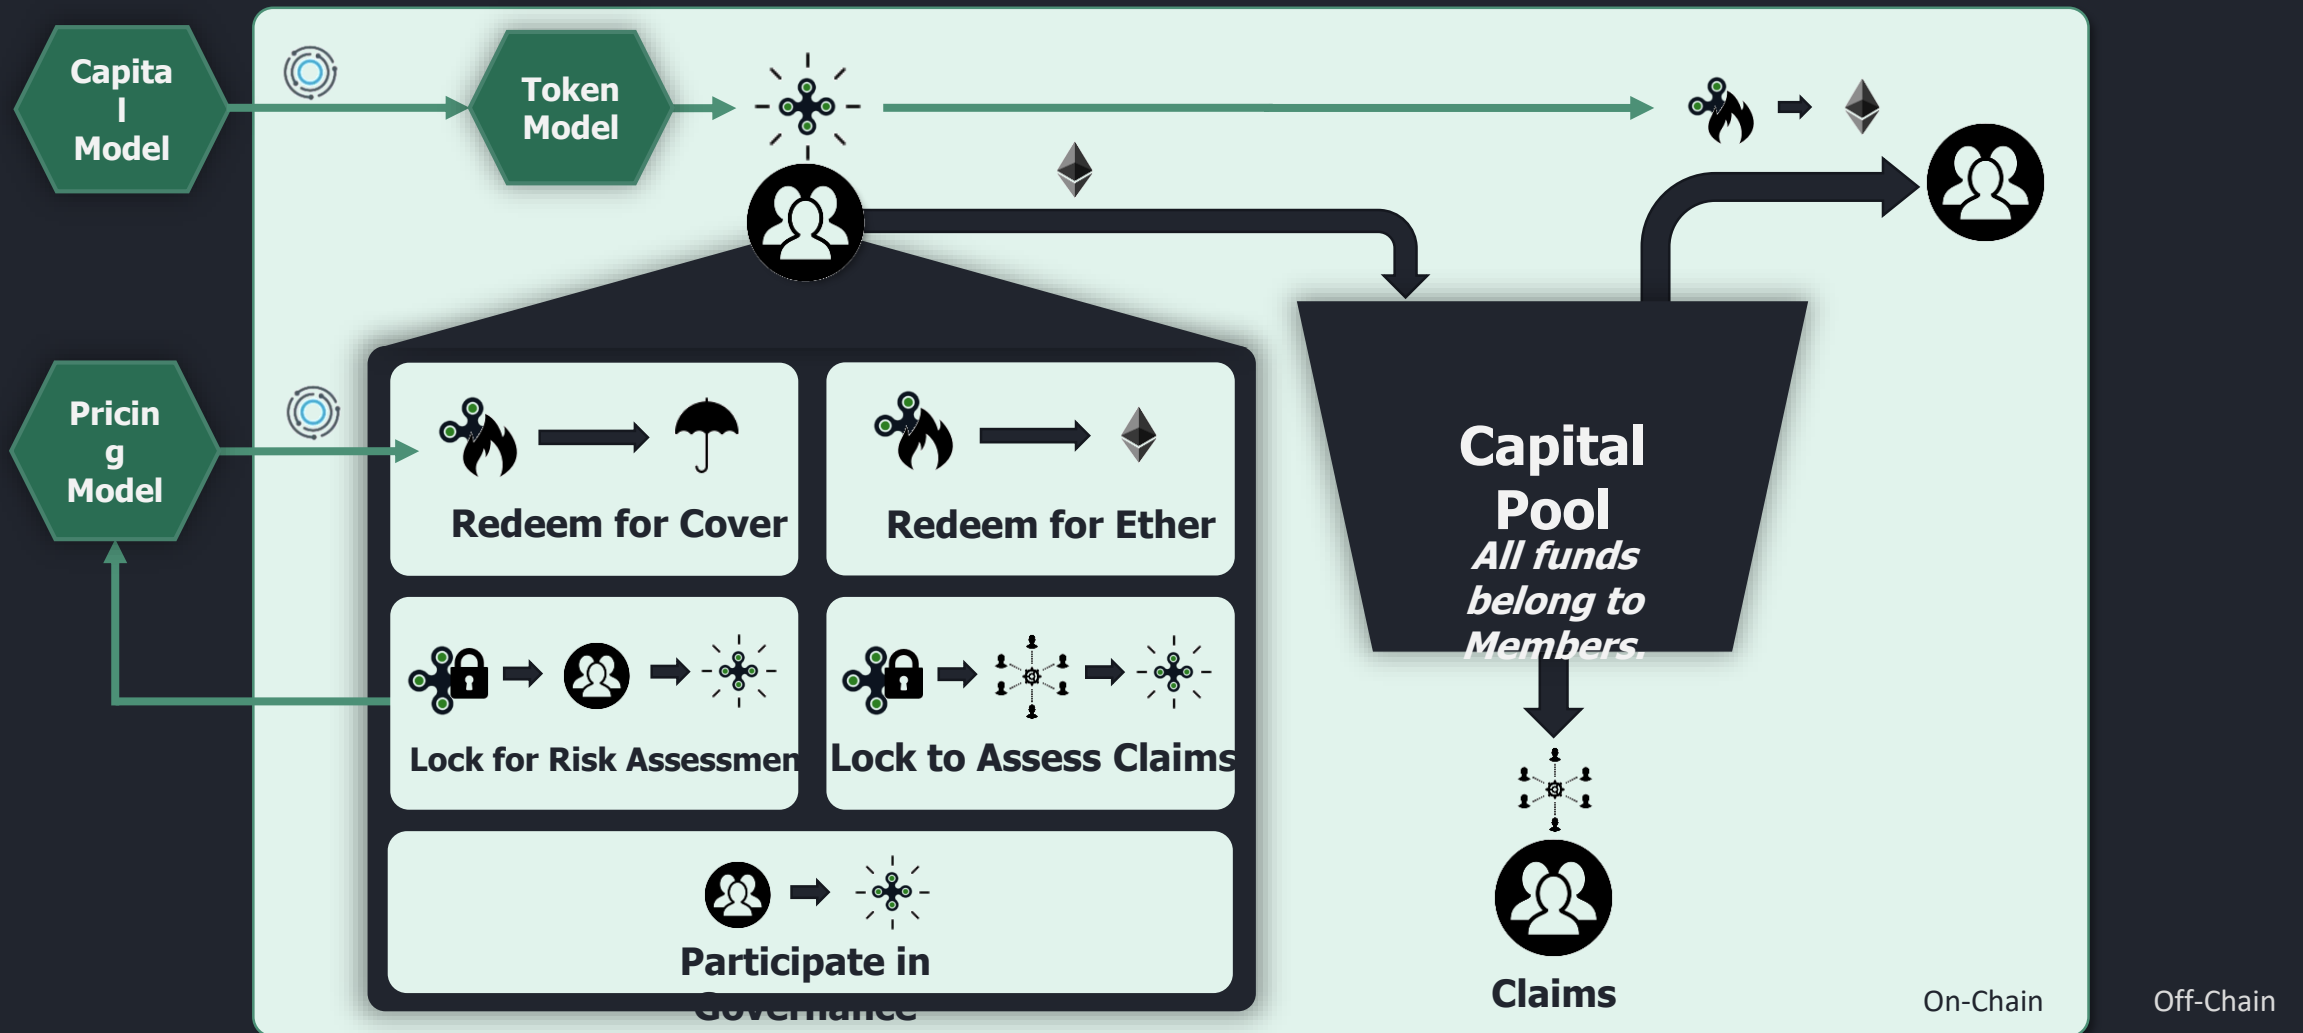 Capita
l
Model
Token
Model
Pricin
g
Model
Redeem for Cover
Redeem for Ether
Lock for Risk Assessmen
Lock to Assess Claims
Participate in
Governance
Capital
Pool
All funds
belong to
Members.
Claims
On-Chain
Off-Chain